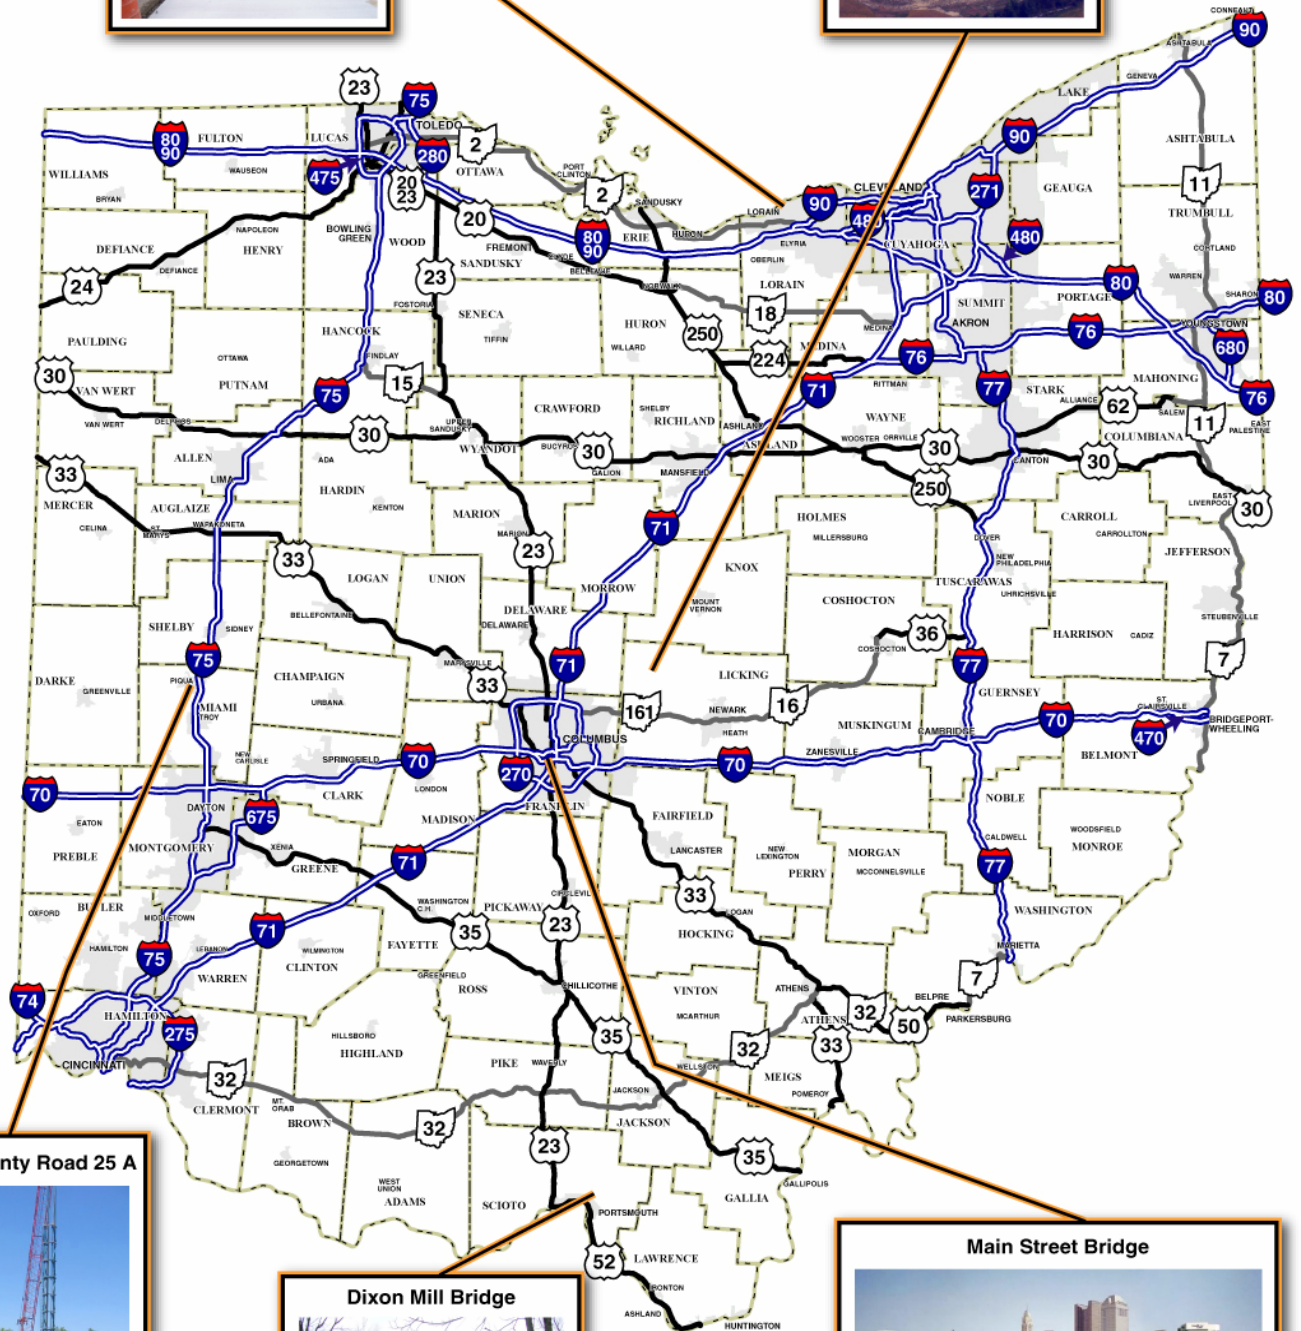 CONNEAUT
90
ASHTABULA
GENEVA
LAKE
23
75
TOLEDO
2
80
90
FULTON
LUCAS
90
ASHTABULA
WAUSEON
475
280
OTTAWA
PORT
CLINTON
2
CLEVELAND
271
GEAUGA
11
WILLIAMS
BRYAN
20
23
SANDUSKY
90
480
TRUMBULL
NAPOLEON
BOWLING
GREEN
WOOD
20
80
90
ERIE
HURON
LORAIN
ELYRIA
CUYAHOGA
480
CORTLAND
DEFIANCE
HENRY
DEFIANCE
FREMONT
CLYDE
BELLEVUE
OBERLIN
SANDUSKY
WARREN
24
23
NORWALK
LORAIN
80
SHARON
80
FOSTORIA
SENECA
18
SUMMIT
PORTAGE
HANCOCK
HURON
250
MEDINA
AKRON
76
YOUNGSTOWN
PAULDING
TIFFIN
WILLARD
MEDINA
680
OTTAWA
FINDLAY
224
76
30
VAN WERT
PUTNAM
15
71
RITTMAN
77
STARK
MAHONING
76
75
CRAWFORD
SHELBY
RICHLAND
WAYNE
ALLIANCE
62
SALEM
11
EAST
PALESTINE
VAN WERT
DELPHOS
UPPER
SANDUSKY
ASHLAND
30
WYANDOT
BUCYRUS
30
ASHLAND
WOOSTER
ORRVILLE
30
COLUMBIANA
ALLEN
ADA
GALION
MANSFIELD
CANTON
30
33
LIMA
HARDIN
250
EAST
LIVERPOOL
30
MERCER
AUGLAIZE
KENTON
MARION
HOLMES
CARROLL
CELINA
ST.
MARYS
WAPAKONETA
MARION
71
MILLERSBURG
DOVER
CARROLLTON
33
23
KNOX
NEW
PHILADELPHIA
JEFFERSON
LOGAN
UNION
MORROW
TUSCARAWAS
MOUNT
VERNON
COSHOCTON
UHRICHSVILLE
BELLEFONTAINE
DELAWARE
STEUBENVILLE
SHELBY
SIDNEY
DELAWARE
36
HARRISON
CADIZ
75
71
COSHOCTON
77
7
PIQUA
CHAMPAIGN
MARYSVILLE
LICKING
DARKE
GREENVILLE
33
GUERNSEY
MIAMI
TROY
URBANA
161
NEWARK
16
ST.
CLAIRSVILLE
HEATH
MUSKINGUM
CAMBRIDGE
70
470
BRIDGEPORT-
WHEELING
COLUMBUS
NEW
CARLISLE
SPRINGFIELD
70
270
70
ZANESVILLE
BELMONT
70
LONDON
DAYTON
675
CLARK
FRANKLIN
NOBLE
EATON
MADISON
FAIRFIELD
CALDWELL
WOODSFIELD
PREBLE
MONTGOMERY
XENIA
LANCASTER
NEW
LEXINGTON
MORGAN
MONROE
GREENE
71
PERRY
MCCONNELSVILLE
77
33
CIRCLEVIL
OXFORD
BUTLER
WASHINGTON
C.H.
PICKAWAY
LOGAN
WASHINGTON
MIDDLETOWN
71
35
23
HOCKING
HAMILTON
LEBANON
WILMINGTON
FAYETTE
MARIETTA
75
WARREN
CLINTON
GREENFIELD
7
ROSS
CHILLICOTHE
VINTON
ATHENS
BELPRE
74
MCARTHUR
32
50
PARKERSBURG
HAMILTON
ATHENS
275
HILLSBORO
35
33
HIGHLAND
32
CINCINNATI
PIKE
WAVERLY
WELLSTON
MEIGS
32
JACKSON
POMEROY
CLERMONT
MT.
ORAB
BROWN
32
JACKSON
23
35
GEORGETOWN
GALLIPOLIS
WEST
UNION
ADAMS
SCIOTO
GALLIA
PORTSMOUTH
nty Road 25 A
Main Street Bridge
52
LAWRENCE
IRONTON
Dixon Mill Bridge
ASHLAND
HUNTINGTON